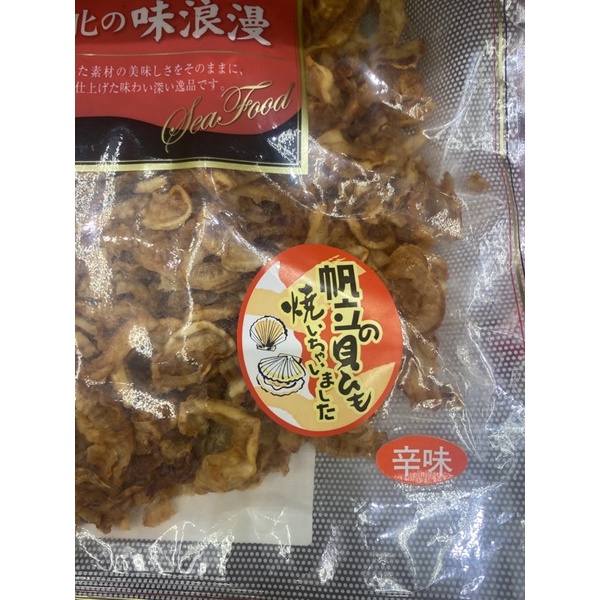 北の味浪漫
た素材の美味しさをそのままに、
仕上げた味わい深い逸品です。
Sea Food
帆立の貝ひも
焼いちゃいました
辛味